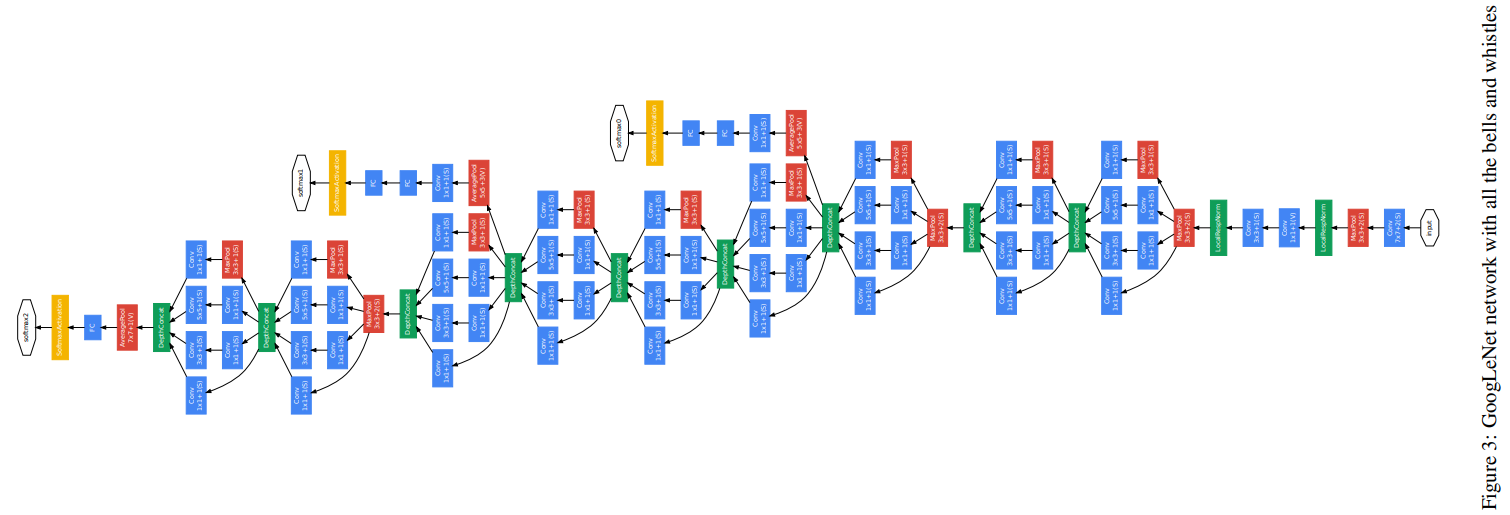 softmax2
SoftmaxActivation
FC
AveragePool
7x7+1(V)
DepthConcat
Conv Conv Conv Conv
1x1+1(S) 3x3+1(S) 5x5+1(S) 1x1+1(S)
Conv Conv MaxPool
1x1+1(S) 1x1+1(S) 3x3+1(S)
DepthConcat
softmax1
Conv Conv Conv Conv
1x1+1(S) 3x3+1(S) 5x5+1(S) 1x1+1(S)
Conv Conv MaxPool SoftmaxActivation
1x1+1(S) 1x1+1(S) 3x3+1(S)
MaxPool FC
3x3+2(S)
DepthConcat FC
Conv Conv Conv Conv Conv
1x1+1(S) 3x3+1(S) 5x5+1(S) 1x1+1(S) 1x1+1(S)
Conv Conv MaxPool AveragePool
1x1+1(S) 1x1+1(S) 3x3+1(S) 5x5+3(V)
DepthConcat
Conv Conv Conv Conv
1x1+1(S) 3x3+1(S) 5x5+1(S) 1x1+1(S)
Conv Conv MaxPool
1x1+1(S) 1x1+1(S) 3x3+1(S)
DepthConcat softmax0
Conv Conv Conv Conv SoftmaxActivation
1x1+1(S) 3x3+1(S) 5x5+1(S) 1x1+1(S)
Conv Conv MaxPool FC
1x1+1(S) 1x1+1(S) 3x3+1(S)
DepthConcat FC
Conv Conv Conv Conv Conv
1x1+1(S) 3x3+1(S) 5x5+1(S) 1x1+1(S) 1x1+1(S)
Conv Conv MaxPool AveragePool
1x1+1(S) 1x1+1(S) 3x3+1(S) 5x5+3(V)
DepthConcat
Conv Conv Conv Conv
1x1+1(S) 3x3+1(S) 5x5+1(S) 1x1+1(S)
Conv Conv MaxPool
1x1+1(S) 1x1+1(S) 3x3+1(S)
MaxPool
3x3+2(S)
DepthConcat
Conv Conv Conv Conv
1x1+1(S) 3x3+1(S) 5x5+1(S) 1x1+1(S)
Conv Conv MaxPool
1x1+1(S) 1x1+1(S) 3x3+1(S)
DepthConcat
Conv Conv Conv Conv
1x1+1(S) 3x3+1(S) 5x5+1(S) 1x1+1(S)
Conv Conv MaxPool
1x1+1(S) 1x1+1(S) 3x3+1(S)
MaxPool
3x3+2(S)
LocalRespNorm
Conv
3x3+1(S)
Conv
1x1+1(V)
LocalRespNorm
MaxPool
3x3+2(S)
Conv
7x7+2(S)
input
Figure 3: GoogLeNet network with all the bells and whistles